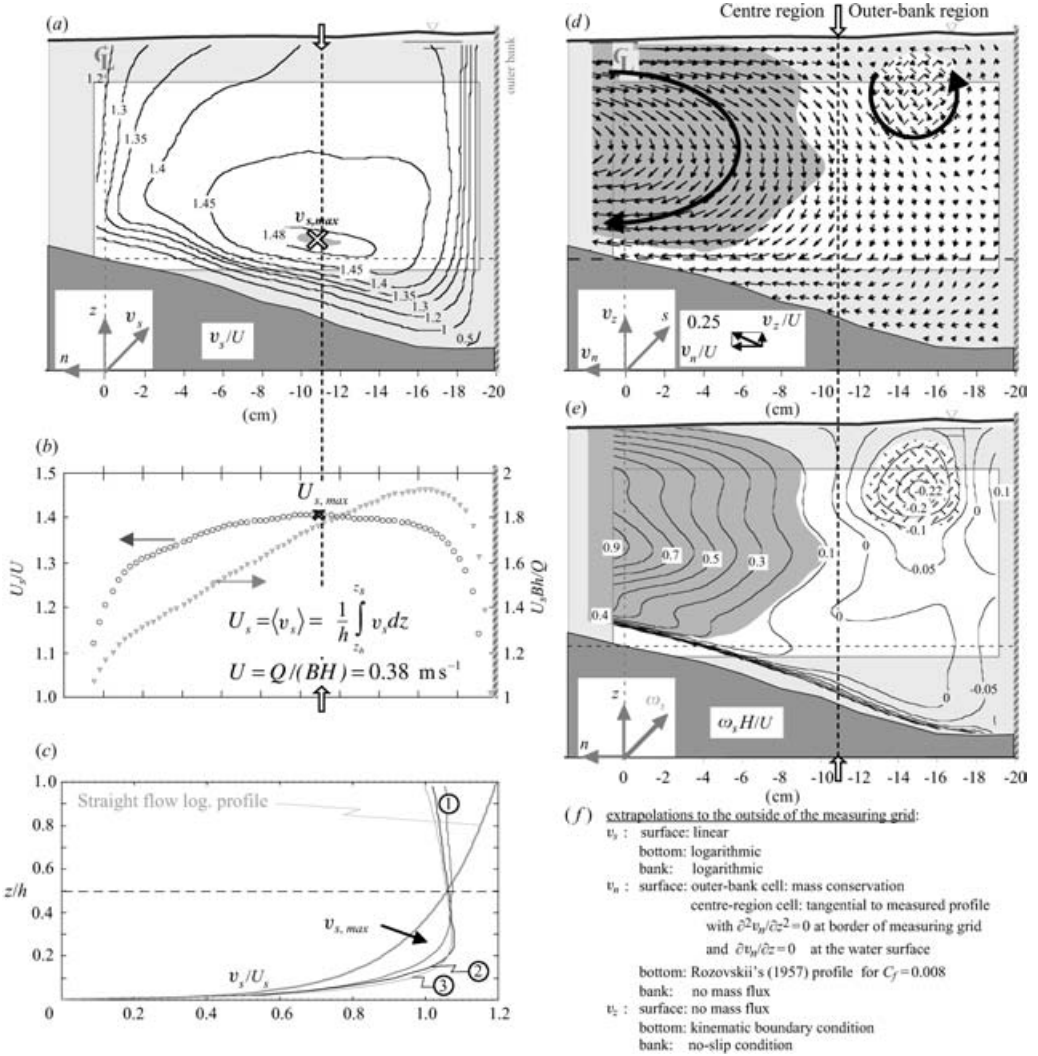 (a)
℄
1.2
1.3
1.35
1.4
1.45
v_{s,max}
1.48
1.45
1.4
1.35
1.3
1.2
1
0.5
outer bank
z
v_s
n
v_s/U
0 -2 -4 -6 -8 -10 -12 -14 -16 -18 -20
(cm)
(b)
1.5
1.4
1.3
1.2
1.1
1.0
U_s/U
2
1.8
1.6
1.4
1.2
1
U_sBh/Q
U_{s,max}
U_s = ⟨v_s⟩ = 1/h ∫_{z_b}^{z_s} v_s dz
U = Q/(BH) = 0.38 m s⁻¹
(c)
1.0
0.8
0.6
0.4
0.2
0
z/h
Straight flow log. profile
①
v_{s,max}
v_s/U_s
②
③
0 0.2 0.4 0.6 0.8 1.0 1.2
(d) Centre region Outer-bank region
℄
v_z
s
v_n
0.25
v_z/U
v_n/U
0 -2 -4 -6 -8 -10 -12 -14 -16 -18 -20
(cm)
(e)
0.9 0.7 0.5 0.3 0.1
0
-0.22
-0.2
-0.1
-0.05
0
0.1
0.4
0
0
-0.05
z
ω_s
n
ω_sH/U
0 -2 -4 -6 -8 -10 -12 -14 -16 -18 -20
(cm)
(f) extrapolations to the outside of the measuring grid:
v_s : surface: linear
bottom: logarithmic
bank: logarithmic
v_n : surface: outer-bank cell: mass conservation
centre-region cell: tangential to measured profile
with ∂²v_n/∂z² = 0 at border of measuring grid
and ∂v_n/∂z = 0 at the water surface
bottom: Rozovskii's (1957) profile for C_f = 0.008
bank: no mass flux
v_z : surface: no mass flux
bottom: kinematic boundary condition
bank: no-slip condition